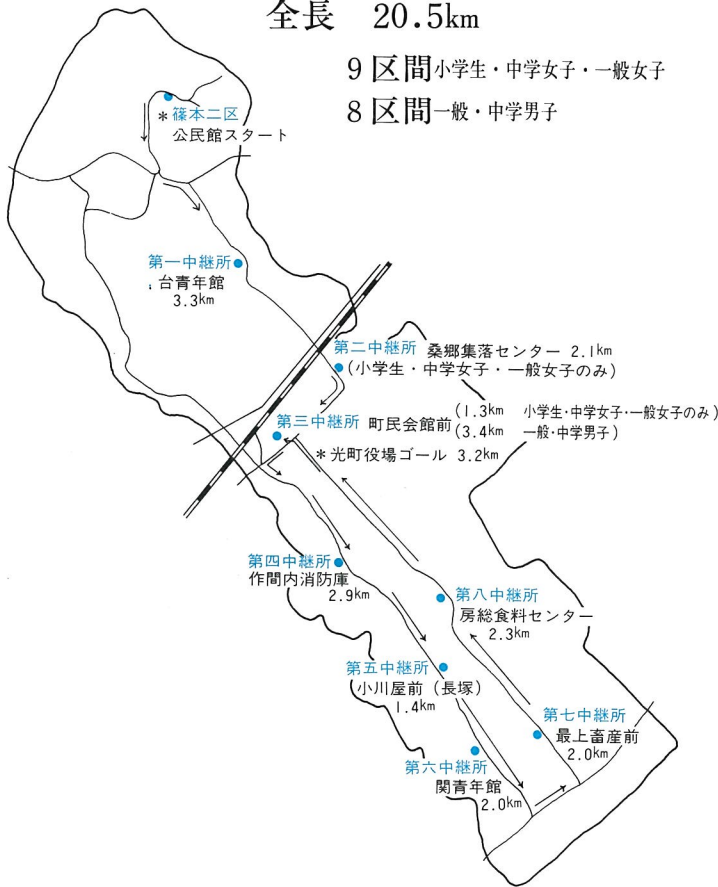 全長 20.5km
9区間小学生・中学女子・一般女子
8区間一般・中学男子
*篠本二区
公民館スタート
第一中継所
台青年館
3.3km
第二中継所 桑郷集落センター 2.1km
(小学生・中学女子・一般女子のみ)
第三中継所 町民会館前
(1.3km 小学生・中学女子・一般女子のみ)
(3.4km 一般・中学男子)
*光町役場ゴール 3.2km
第四中継所
作間内消防庫
2.9km
第八中継所
房総食料センター
2.3km
第五中継所
小川屋前(長塚)
1.4km
第七中継所
最上畜産前
2.0km
第六中継所
関青年館
2.0km